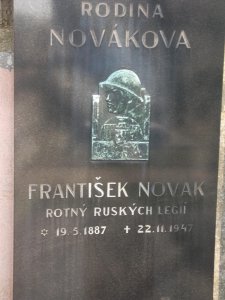 RODINA
NOVÁKOVA
FRANTIŠEK NOVÁK
ROTNÝ RUSKÝCH LEGIÍ
✡ 19.5.1887 ✝ 22.11.1947